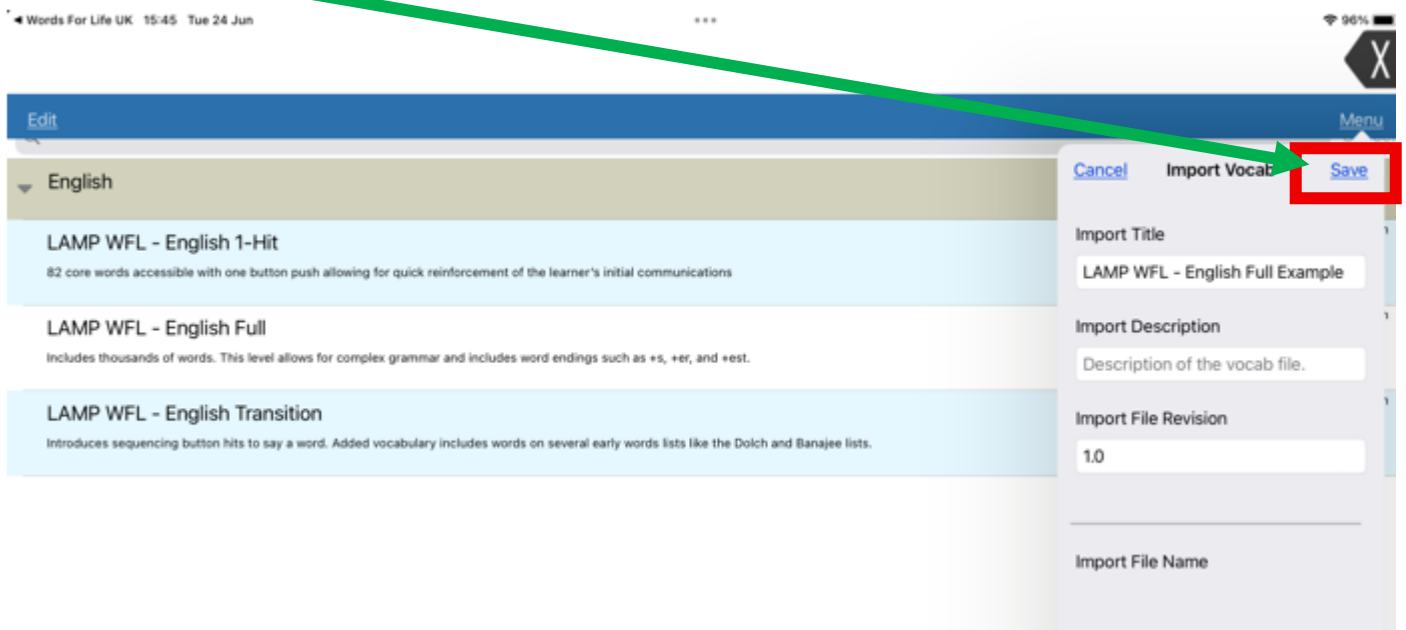 ◄ Words For Life UK 15:45 Tue 24 Jun
96%
X
Edit
Menu
English
Cancel Import Vocab Save
LAMP WFL - English 1-Hit
82 core words accessible with one button push allowing for quick reinforcement of the learner's initial communications
Import Title
LAMP WFL - English Full Example
LAMP WFL - English Full
Includes thousands of words. This level allows for complex grammar and includes word endings such as +s, +er, and +est.
Import Description
Description of the vocab file.
LAMP WFL - English Transition
Introduces sequencing button hits to say a word. Added vocabulary includes words on several early words lists like the Dolch and Banajee lists.
Import File Revision
1.0
Import File Name